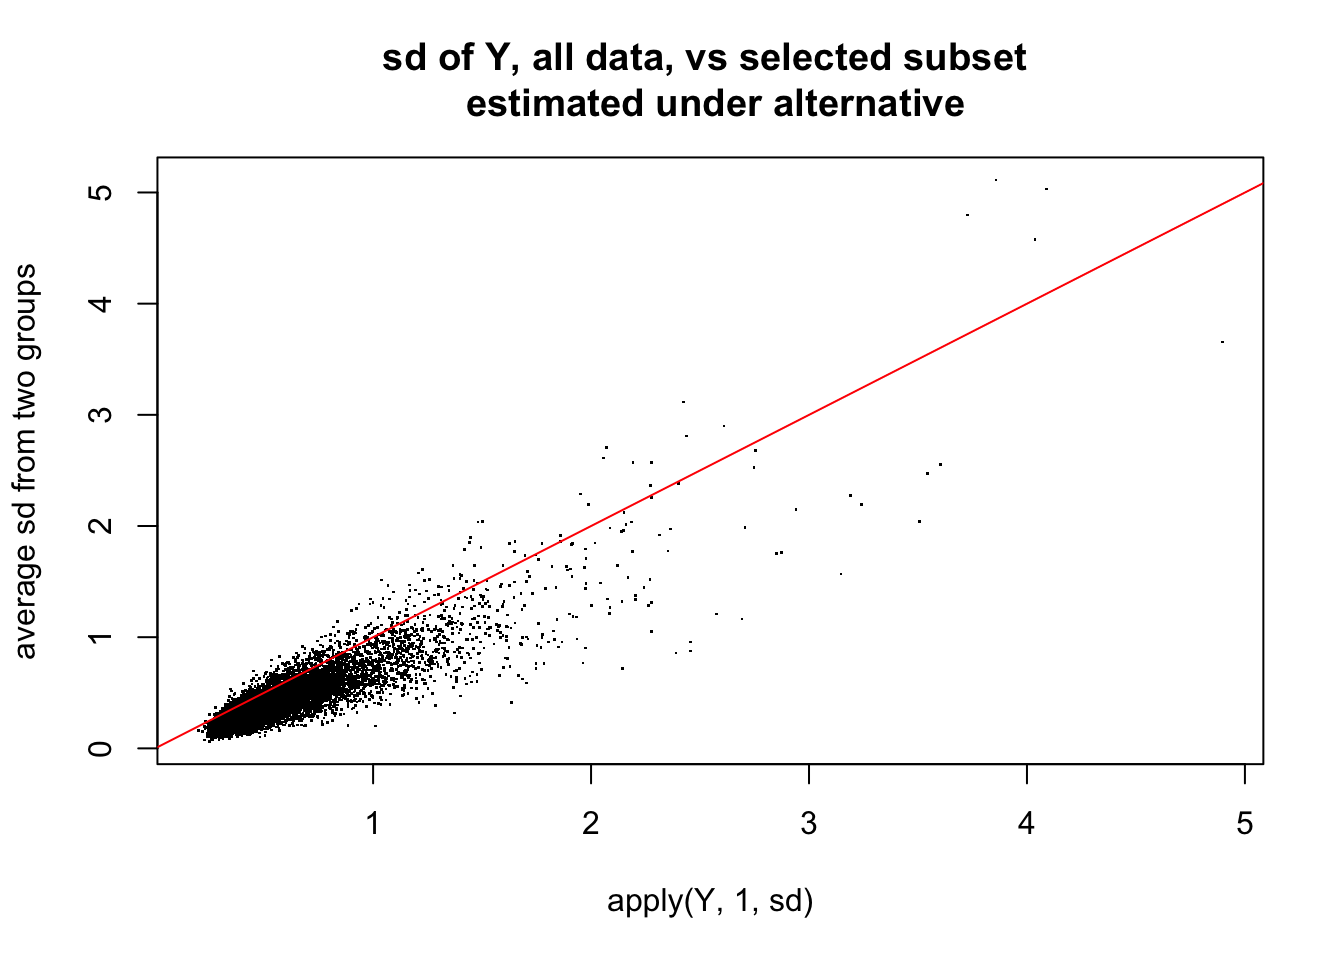 sd of Y, all data, vs selected subset
estimated under alternative
average sd from two groups
5
4
3
2
1
0
1
2
3
4
5
apply(Y, 1, sd)